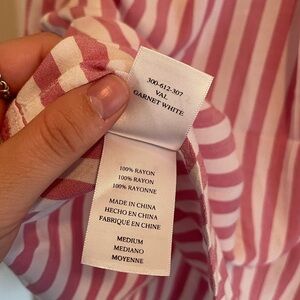 300-612-307
VAL
GARNET WHITE
100% RAYON
100% RAYON
100% RAYONNE
MADE IN CHINA
HECHO EN CHINA
FABRIQUÉ EN CHINE
MEDIUM
MEDIANO
MOYENNE